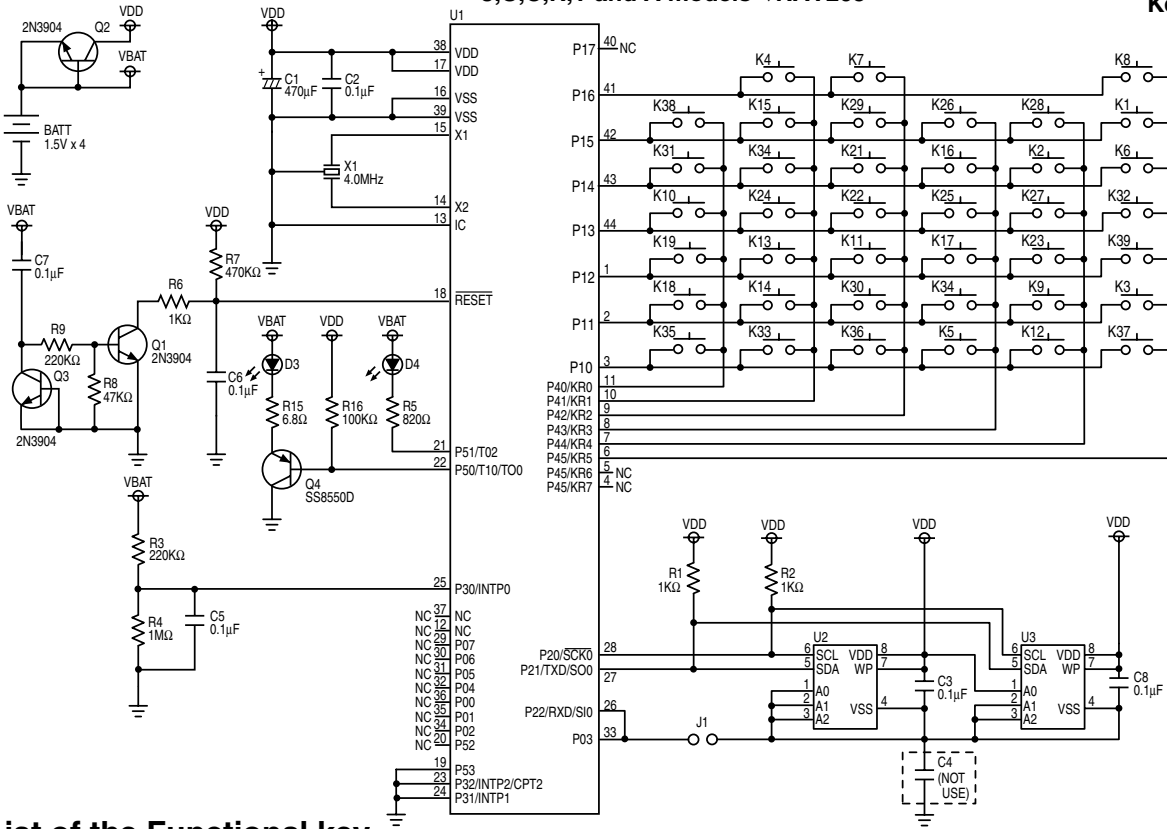 U1
2N3904
Q2
VDD
VBAT
BATT
1.5V x 4
VDD
+
C1
470µF
C2
0.1µF
X1
4.0MHz
38
VDD
17
VDD
16
VSS
39
VSS
15
X1
14
X2
13
IC
18
RESET
VBAT
C7
0.1µF
R9
220KΩ
Q3
2N3904
R8
47KΩ
Q1
2N3904
R6
1KΩ
VDD
R7
470KΩ
C6
0.1µF
VBAT
D3
R15
6.8Ω
Q4
SS8550D
VDD
R16
100KΩ
VBAT
D4
R5
820Ω
21
P51/T02
22
P50/T10/TO0
VBAT
R3
220KΩ
R4
1MΩ
C5
0.1µF
25
P30/INTP0
NC 37 NC
NC 12 NC
NC 29 P07
NC 30 P06
NC 31 P05
NC 32 P04
NC 36 P00
NC 35 P01
NC 34 P02
NC 20 P52
19 P53
23 P32/INTP2/CPT2
24 P31/INTP1
P17 40 NC
P16 41
P15 42
P14 43
P13 44
P12 1
P11 2
P10 3
P40/KR0 11
P41/KR1 10
P42/KR2 9
P43/KR3 8
P44/KR4 7
P45/KR5 6
P45/KR6 5 NC
P45/KR7 4 NC
K4 K7 K8
K38 K15 K29 K26 K28 K1
K31 K34 K21 K16 K2 K6
K10 K24 K22 K25 K27 K32
K19 K13 K11 K17 K23 K39
K18 K14 K30 K34 K9 K3
K35 K33 K36 K5 K12 K37
VDD
R1
1KΩ
VDD
R2
1KΩ
VDD
VDD
P20/SCK0 28
P21/TXD/SO0 27
P22/RXD/SI0 26
P03 33
J1
U2
6 SCL VDD 8
5 SDA WP 7
1 A0
2 A1
3 A2
VSS 4
C3
0.1µF
C4
(NOT
USE)
U3
6 SCL VDD 8
5 SDA WP 7
1 A0
2 A1
3 A2
VSS 4
C8
0.1µF
ist of the Functional key